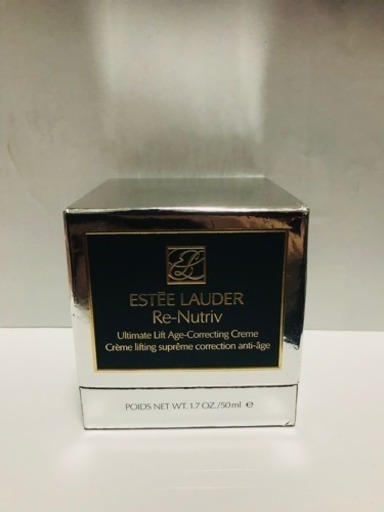 EL
ESTĒE LAUDER
Re-Nutriv
Ultimate Lift Age-Correcting Creme
Crème lifting suprême correction anti-âge
POIDS NET WT. 1.7 OZ./50 ml ℮